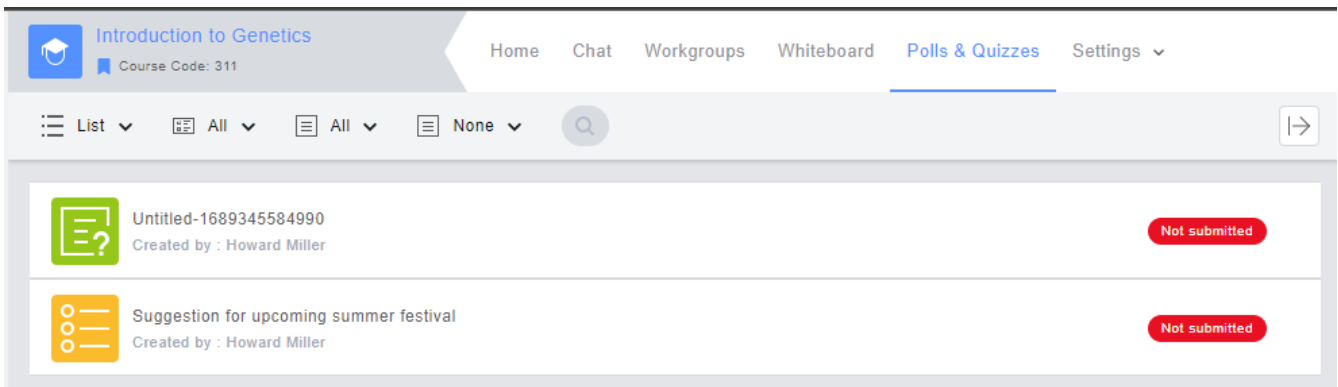 Introduction to Genetics
Course Code: 311
Home Chat Workgroups Whiteboard Polls & Quizzes Settings
List All All None
Untitled-1689345584990
Created by : Howard Miller
Not submitted
Suggestion for upcoming summer festival
Created by : Howard Miller
Not submitted